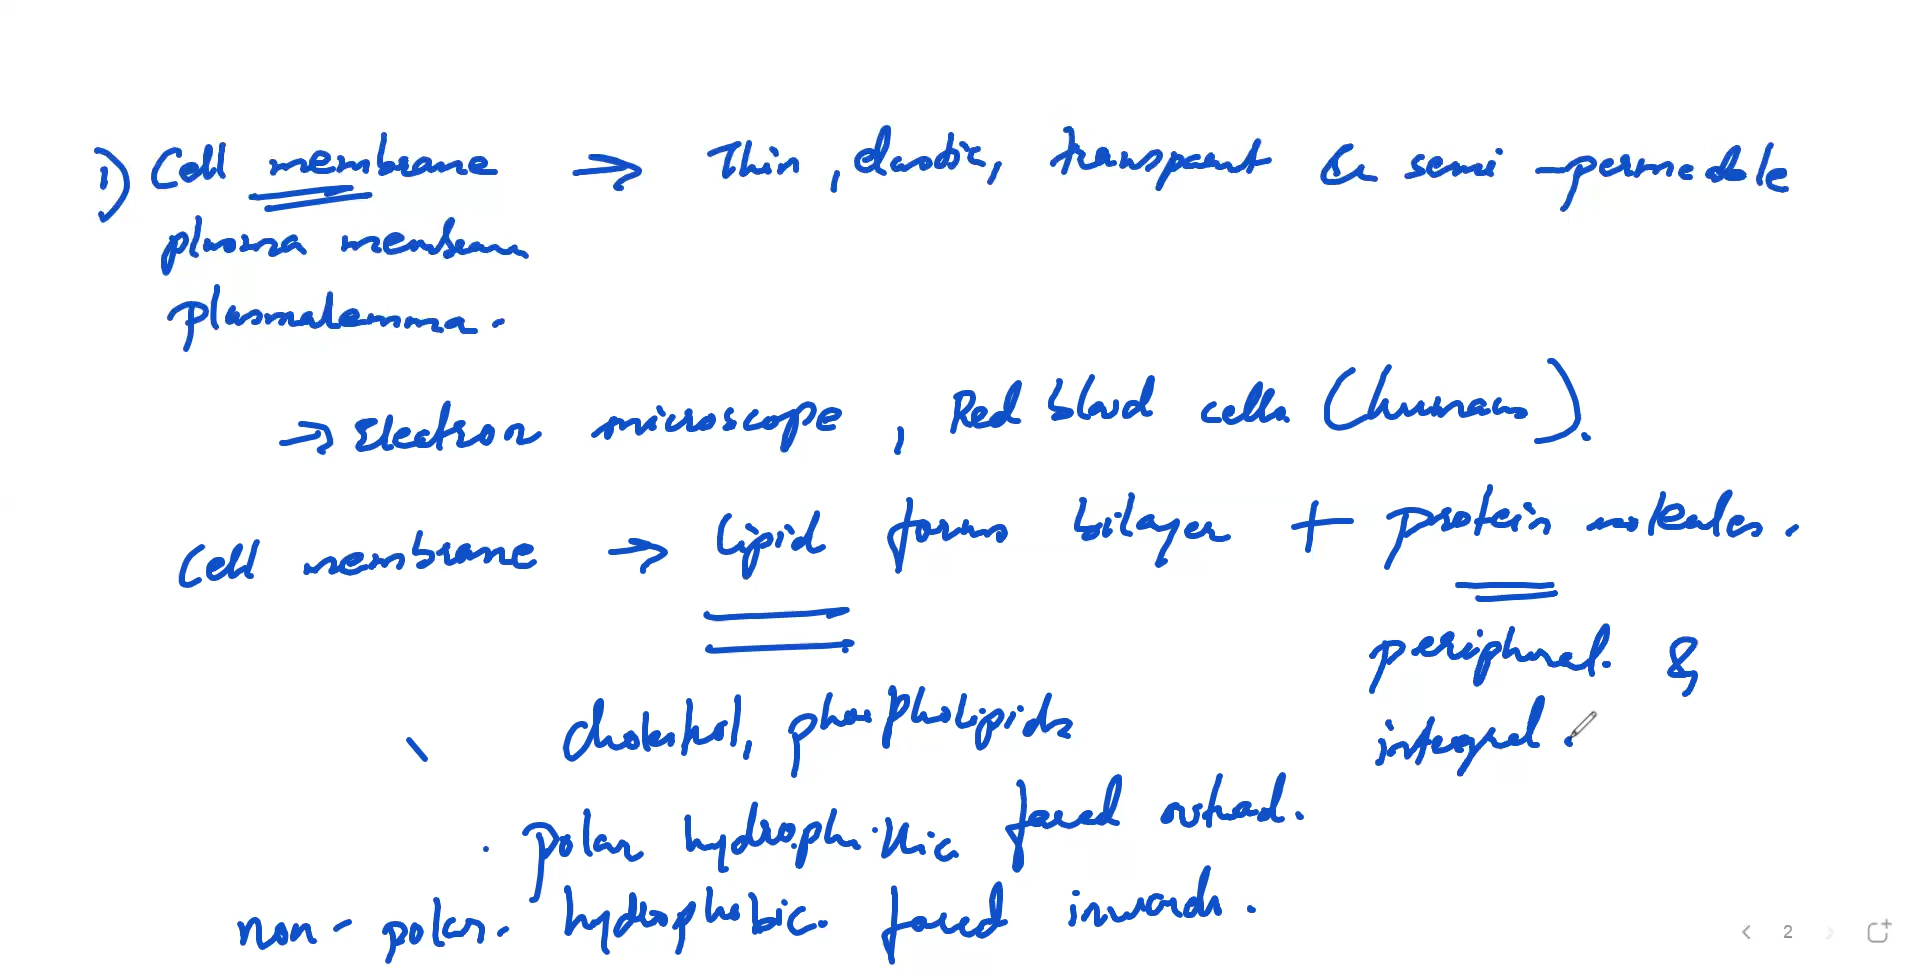 1) Cell membrane → Thin, elastic, transparent & semi-permeable
plasma membrane
plasmalemma.
→ Electron microscope, Red blood cells (humans).
Cell membrane → Lipid forms bilayer + protein molecules.
peripheral &
integral.
cholesterol, phospholipids
polar hydrophilic faced outward.
non-polar. hydrophobic. faced inwards.
2